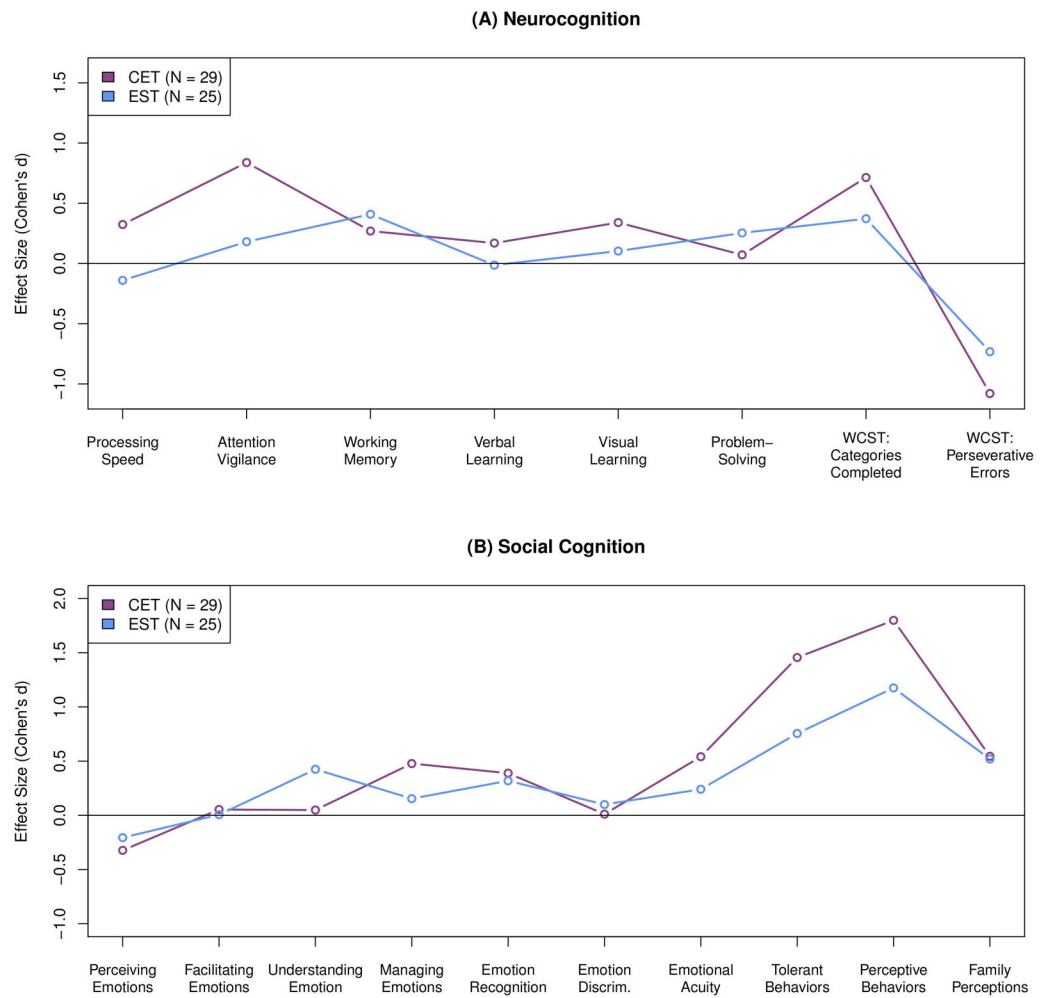 (A) Neurocognition
CET (N = 29)
EST (N = 25)
Effect Size (Cohen's d)
1.5
1.0
0.5
0.0
−0.5
−1.0
Processing
Speed
Attention
Vigilance
Working
Memory
Verbal
Learning
Visual
Learning
Problem−
Solving
WCST:
Categories
Completed
WCST:
Perseverative
Errors
(B) Social Cognition
CET (N = 29)
EST (N = 25)
Effect Size (Cohen's d)
2.0
1.5
1.0
0.5
0.0
−0.5
−1.0
Perceiving
Emotions
Facilitating
Emotions
Understanding
Emotion
Managing
Emotions
Emotion
Recognition
Emotion
Discrim.
Emotional
Acuity
Tolerant
Behaviors
Perceptive
Behaviors
Family
Perceptions